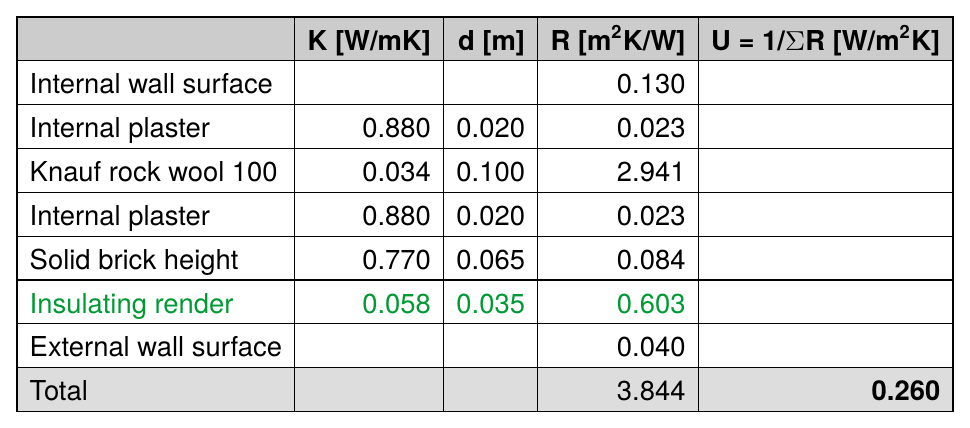 K [W/mK] d [m] R [m²K/W] U = 1/ΣR [W/m²K]
Internal wall surface 0.130
Internal plaster 0.880 0.020 0.023
Knauf rock wool 100 0.034 0.100 2.941
Internal plaster 0.880 0.020 0.023
Solid brick height 0.770 0.065 0.084
Insulating render 0.058 0.035 0.603
External wall surface 0.040
Total 3.844 0.260